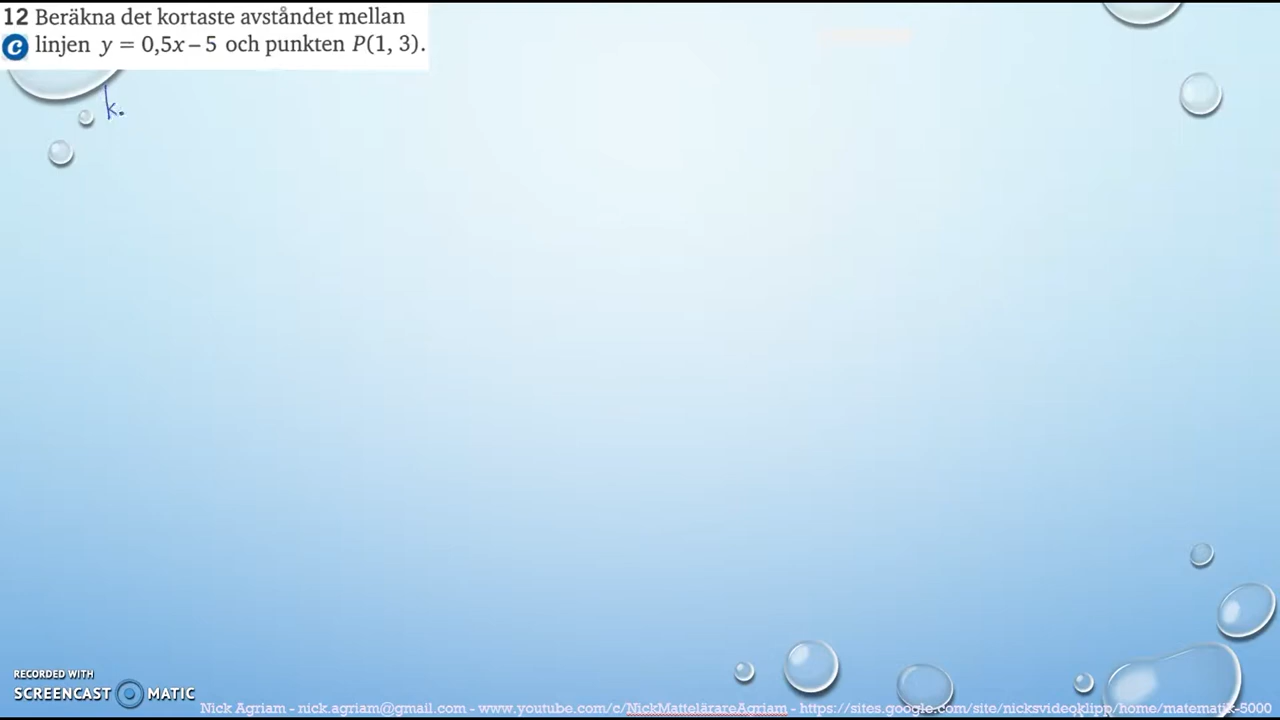 12 Beräkna det kortaste avståndet mellan
C linjen y = 0,5x – 5 och punkten P(1, 3).
k.
RECORDED WITH
SCREENCAST MATIC
Nick Agriam - nick.agriam@gmail.com - www.youtube.com/c/NickMattelärareAgriam - https://sites.google.com/site/nicksvideoklipp/home/matematik-5000